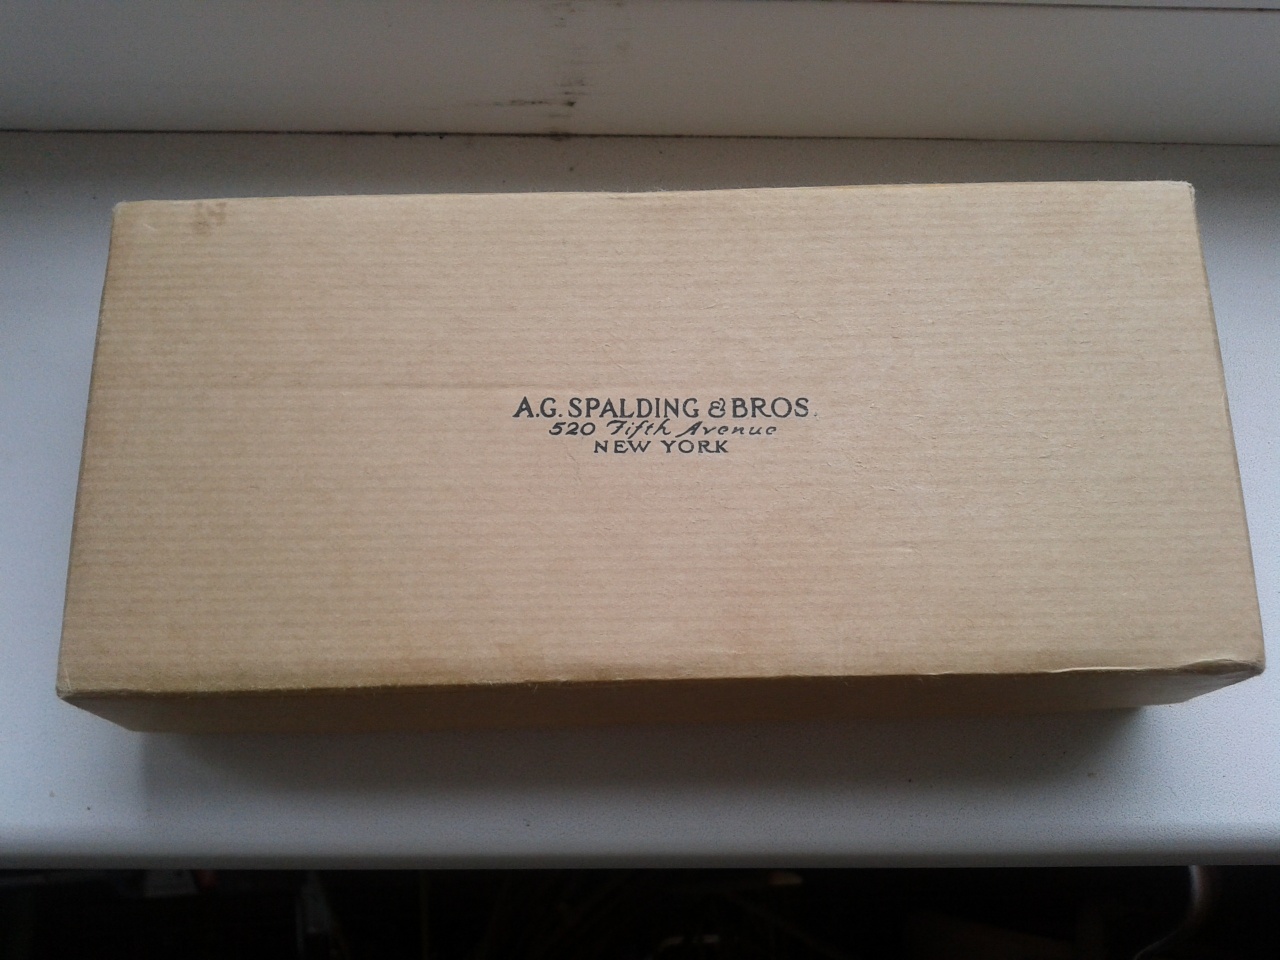 A.G. SPALDING & BROS.
520 Fifth Avenue
NEW YORK